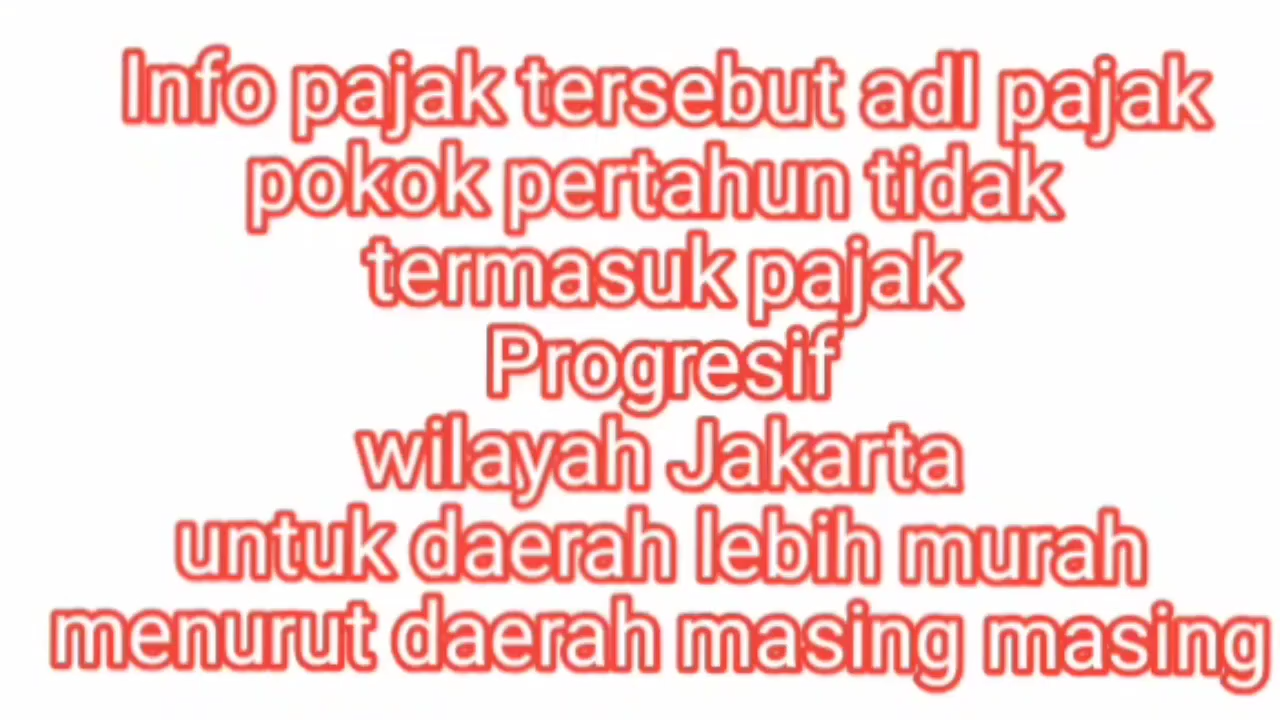 Info pajak tersebut adl pajak
pokok pertahun tidak
termasuk pajak
Progresif
wilayah Jakarta
untuk daerah lebih murah
menurut daerah masing masing